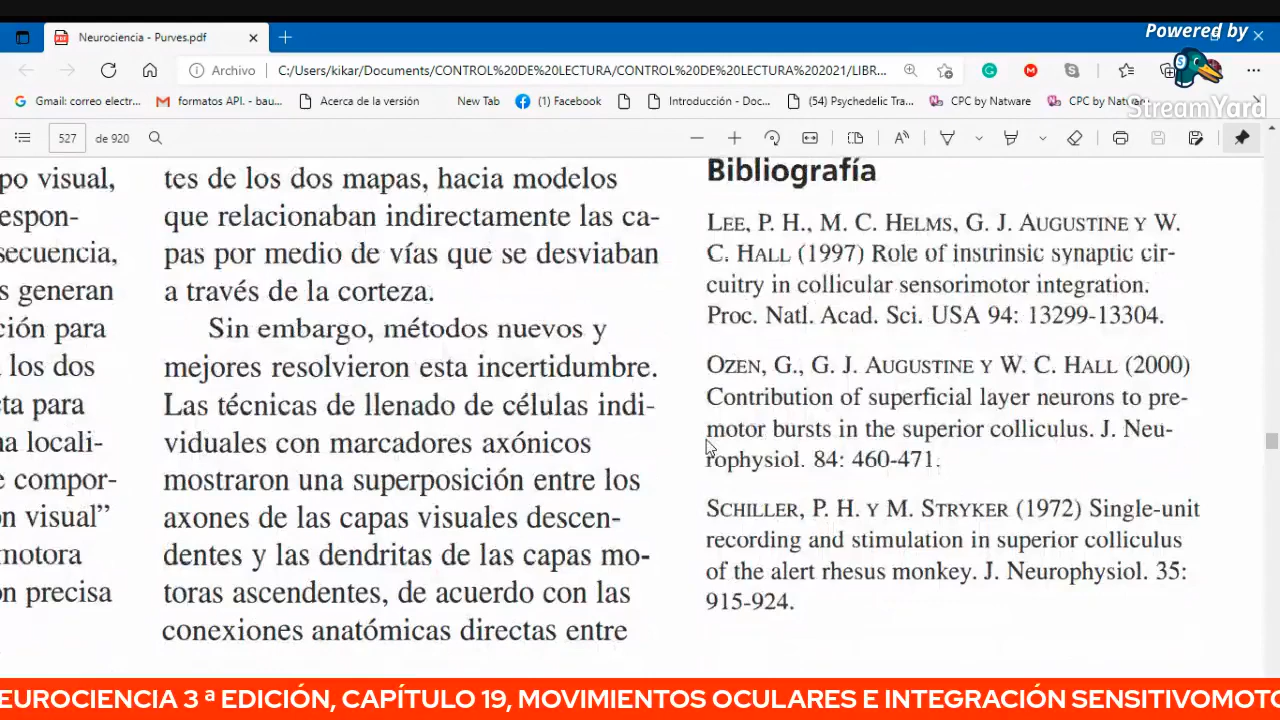 Powered by
StreamYard
Neurociencia - Purves.pdf
Archivo
C:/Users/kikar/Documents/CONTROL%20DE%20LECTURA/CONTROL%20DE%20LECTURA%202021/LIBR...
Gmail: correo electr...
formatos API. - bau...
Acerca de la versión
New Tab
(1) Facebook
Introducción - Doc...
(54) Psychedelic Tra...
CPC by Natware
CPC by Natware
527
de 920
po visual,
espon-
secuencia,
s generan
ción para
los dos
cta para
na locali-
e compor-
n visual”
motora
on precisa
tes de los dos mapas, hacia modelos
que relacionaban indirectamente las ca-
pas por medio de vías que se desviaban
a través de la corteza.
Sin embargo, métodos nuevos y
mejores resolvieron esta incertidumbre.
Las técnicas de llenado de células indi-
viduales con marcadores axónicos
mostraron una superposición entre los
axones de las capas visuales descen-
dentes y las dendritas de las capas mo-
toras ascendentes, de acuerdo con las
conexiones anatómicas directas entre
Bibliografía
LEE, P. H., M. C. HELMS, G. J. AUGUSTINE Y W.
C. HALL (1997) Role of instrinsic synaptic cir-
cuitry in collicular sensorimotor integration.
Proc. Natl. Acad. Sci. USA 94: 13299-13304.
OZEN, G., G. J. AUGUSTINE Y W. C. HALL (2000)
Contribution of superficial layer neurons to pre-
motor bursts in the superior colliculus. J. Neu-
rophysiol. 84: 460-471.
SCHILLER, P. H. Y M. STRYKER (1972) Single-unit
recording and stimulation in superior colliculus
of the alert rhesus monkey. J. Neurophysiol. 35:
915-924.
EUROCIENCIA 3 ª EDICIÓN, CAPÍTULO 19, MOVIMIENTOS OCULARES E INTEGRACIÓN SENSITIVOMOTO